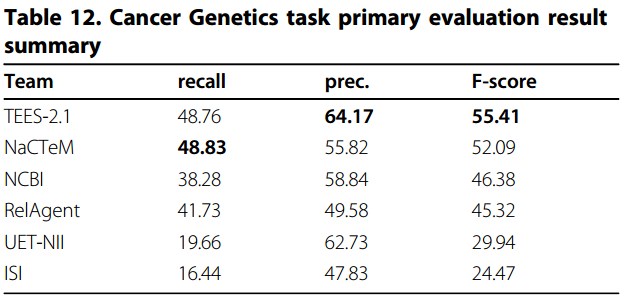 Table 12. Cancer Genetics task primary evaluation result
summary
Team recall prec. F-score
TEES-2.1 48.76 64.17 55.41
NaCTeM 48.83 55.82 52.09
NCBI 38.28 58.84 46.38
RelAgent 41.73 49.58 45.32
UET-NII 19.66 62.73 29.94
ISI 16.44 47.83 24.47